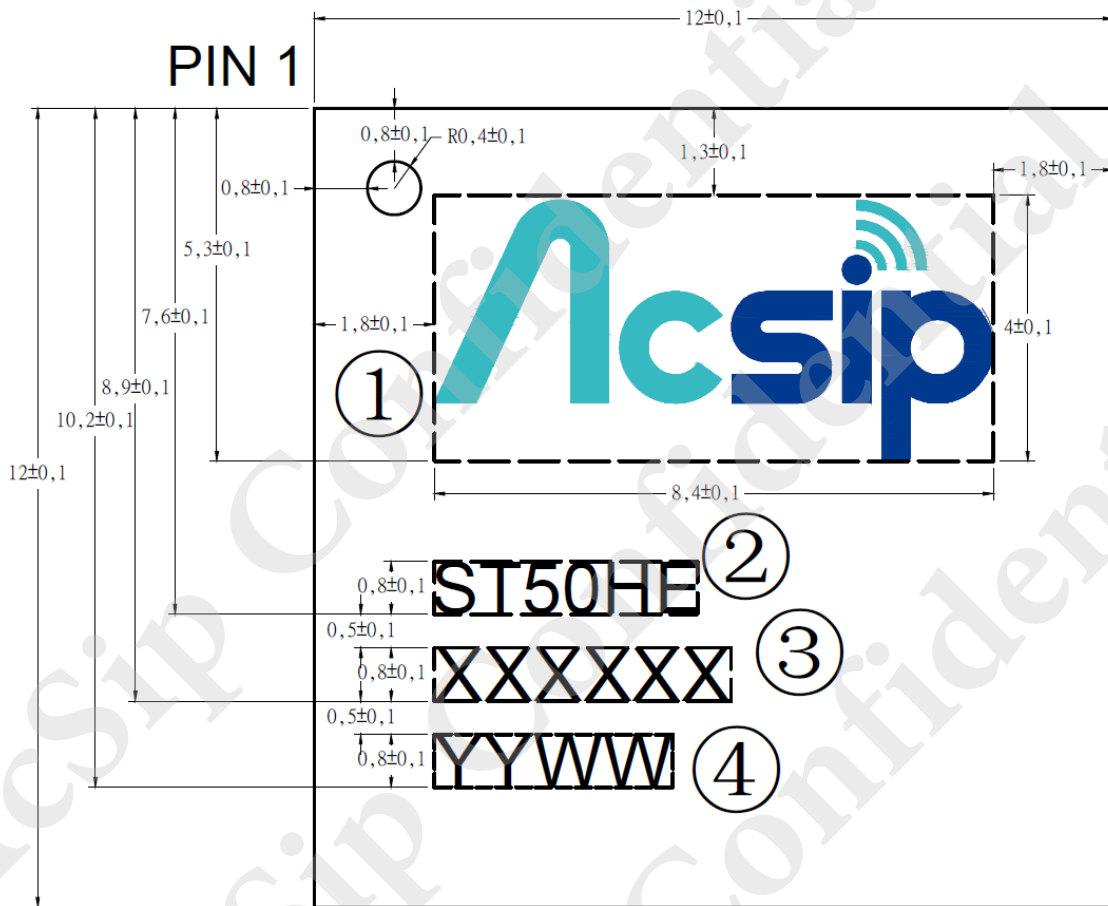 12±0,1
PIN 1
0,8±0,1
R0,4±0,1
1,3±0,1
1,8±0,1
0,8±0,1
5,3±0,1
7,6±0,1
1,8±0,1
4±0,1
Acsip
①
8,9±0,1
10,2±0,1
12±0,1
8,4±0,1
②
0,8±0,1
ST50HE
0,5±0,1
③
0,8±0,1
XXXXXX
0,5±0,1
0,8±0,1
YYWW
④
AcSip Confidential
AcSip Confidential
Confidential